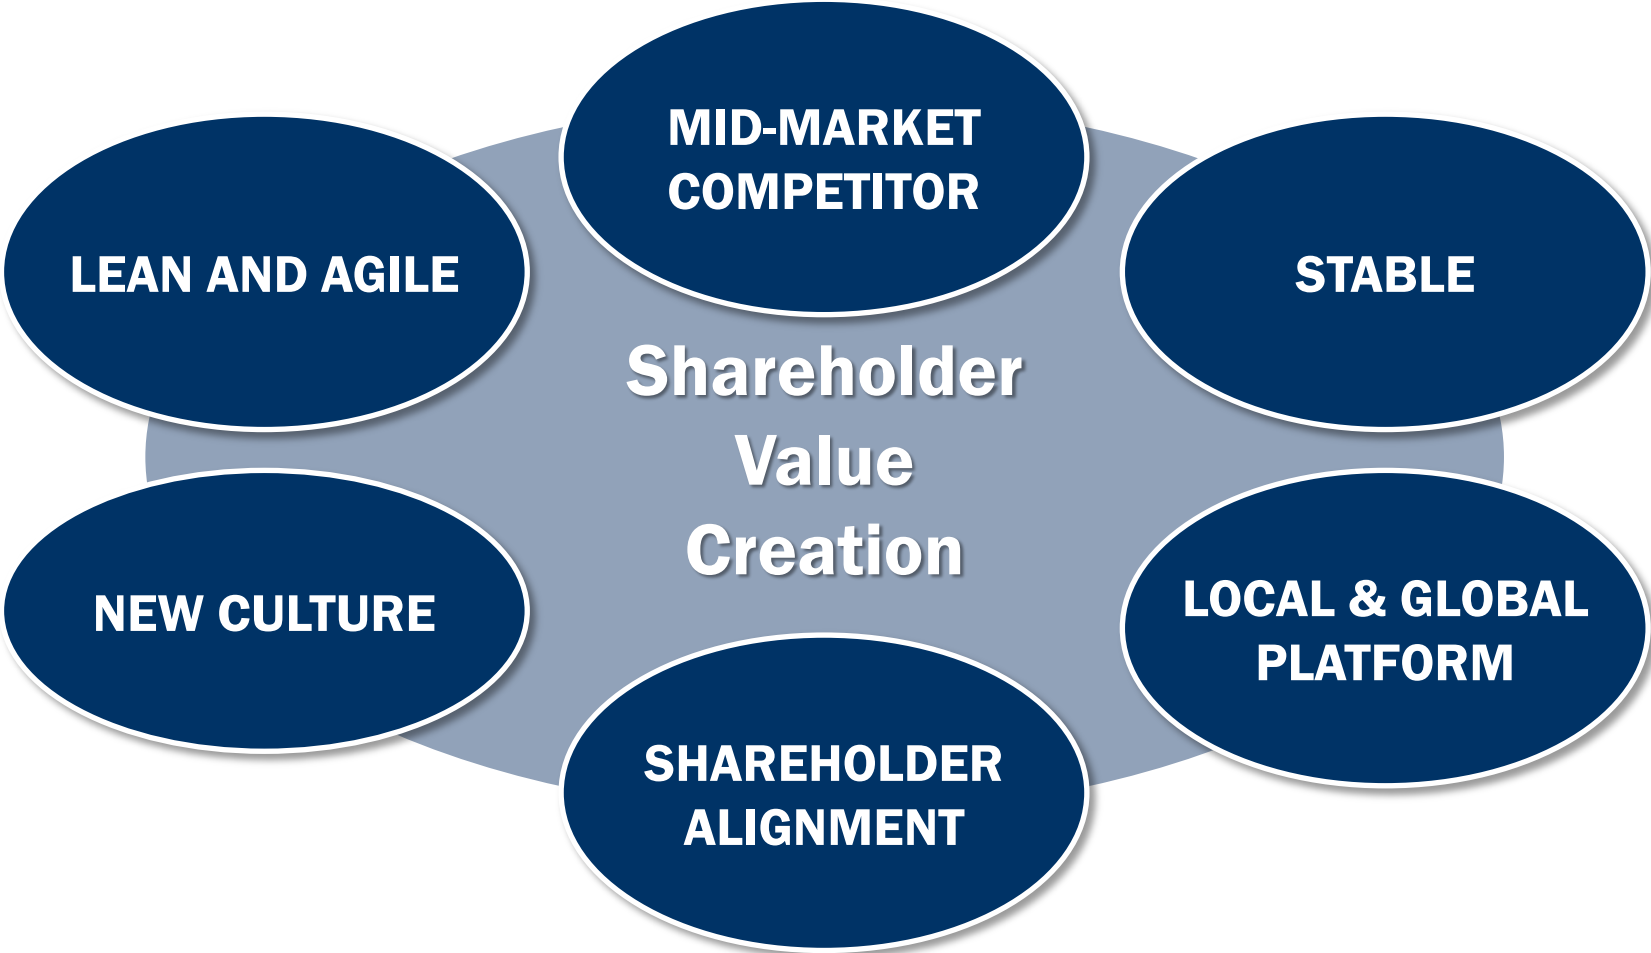 MID-MARKET
COMPETITOR
LEAN AND AGILE
STABLE
Shareholder
Value
Creation
NEW CULTURE
LOCAL & GLOBAL
PLATFORM
SHAREHOLDER
ALIGNMENT